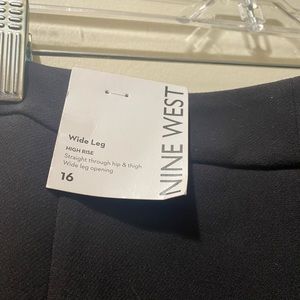 Wide Leg
HIGH RISE
Straight through hip & thigh
Wide leg opening
16
NINE WEST